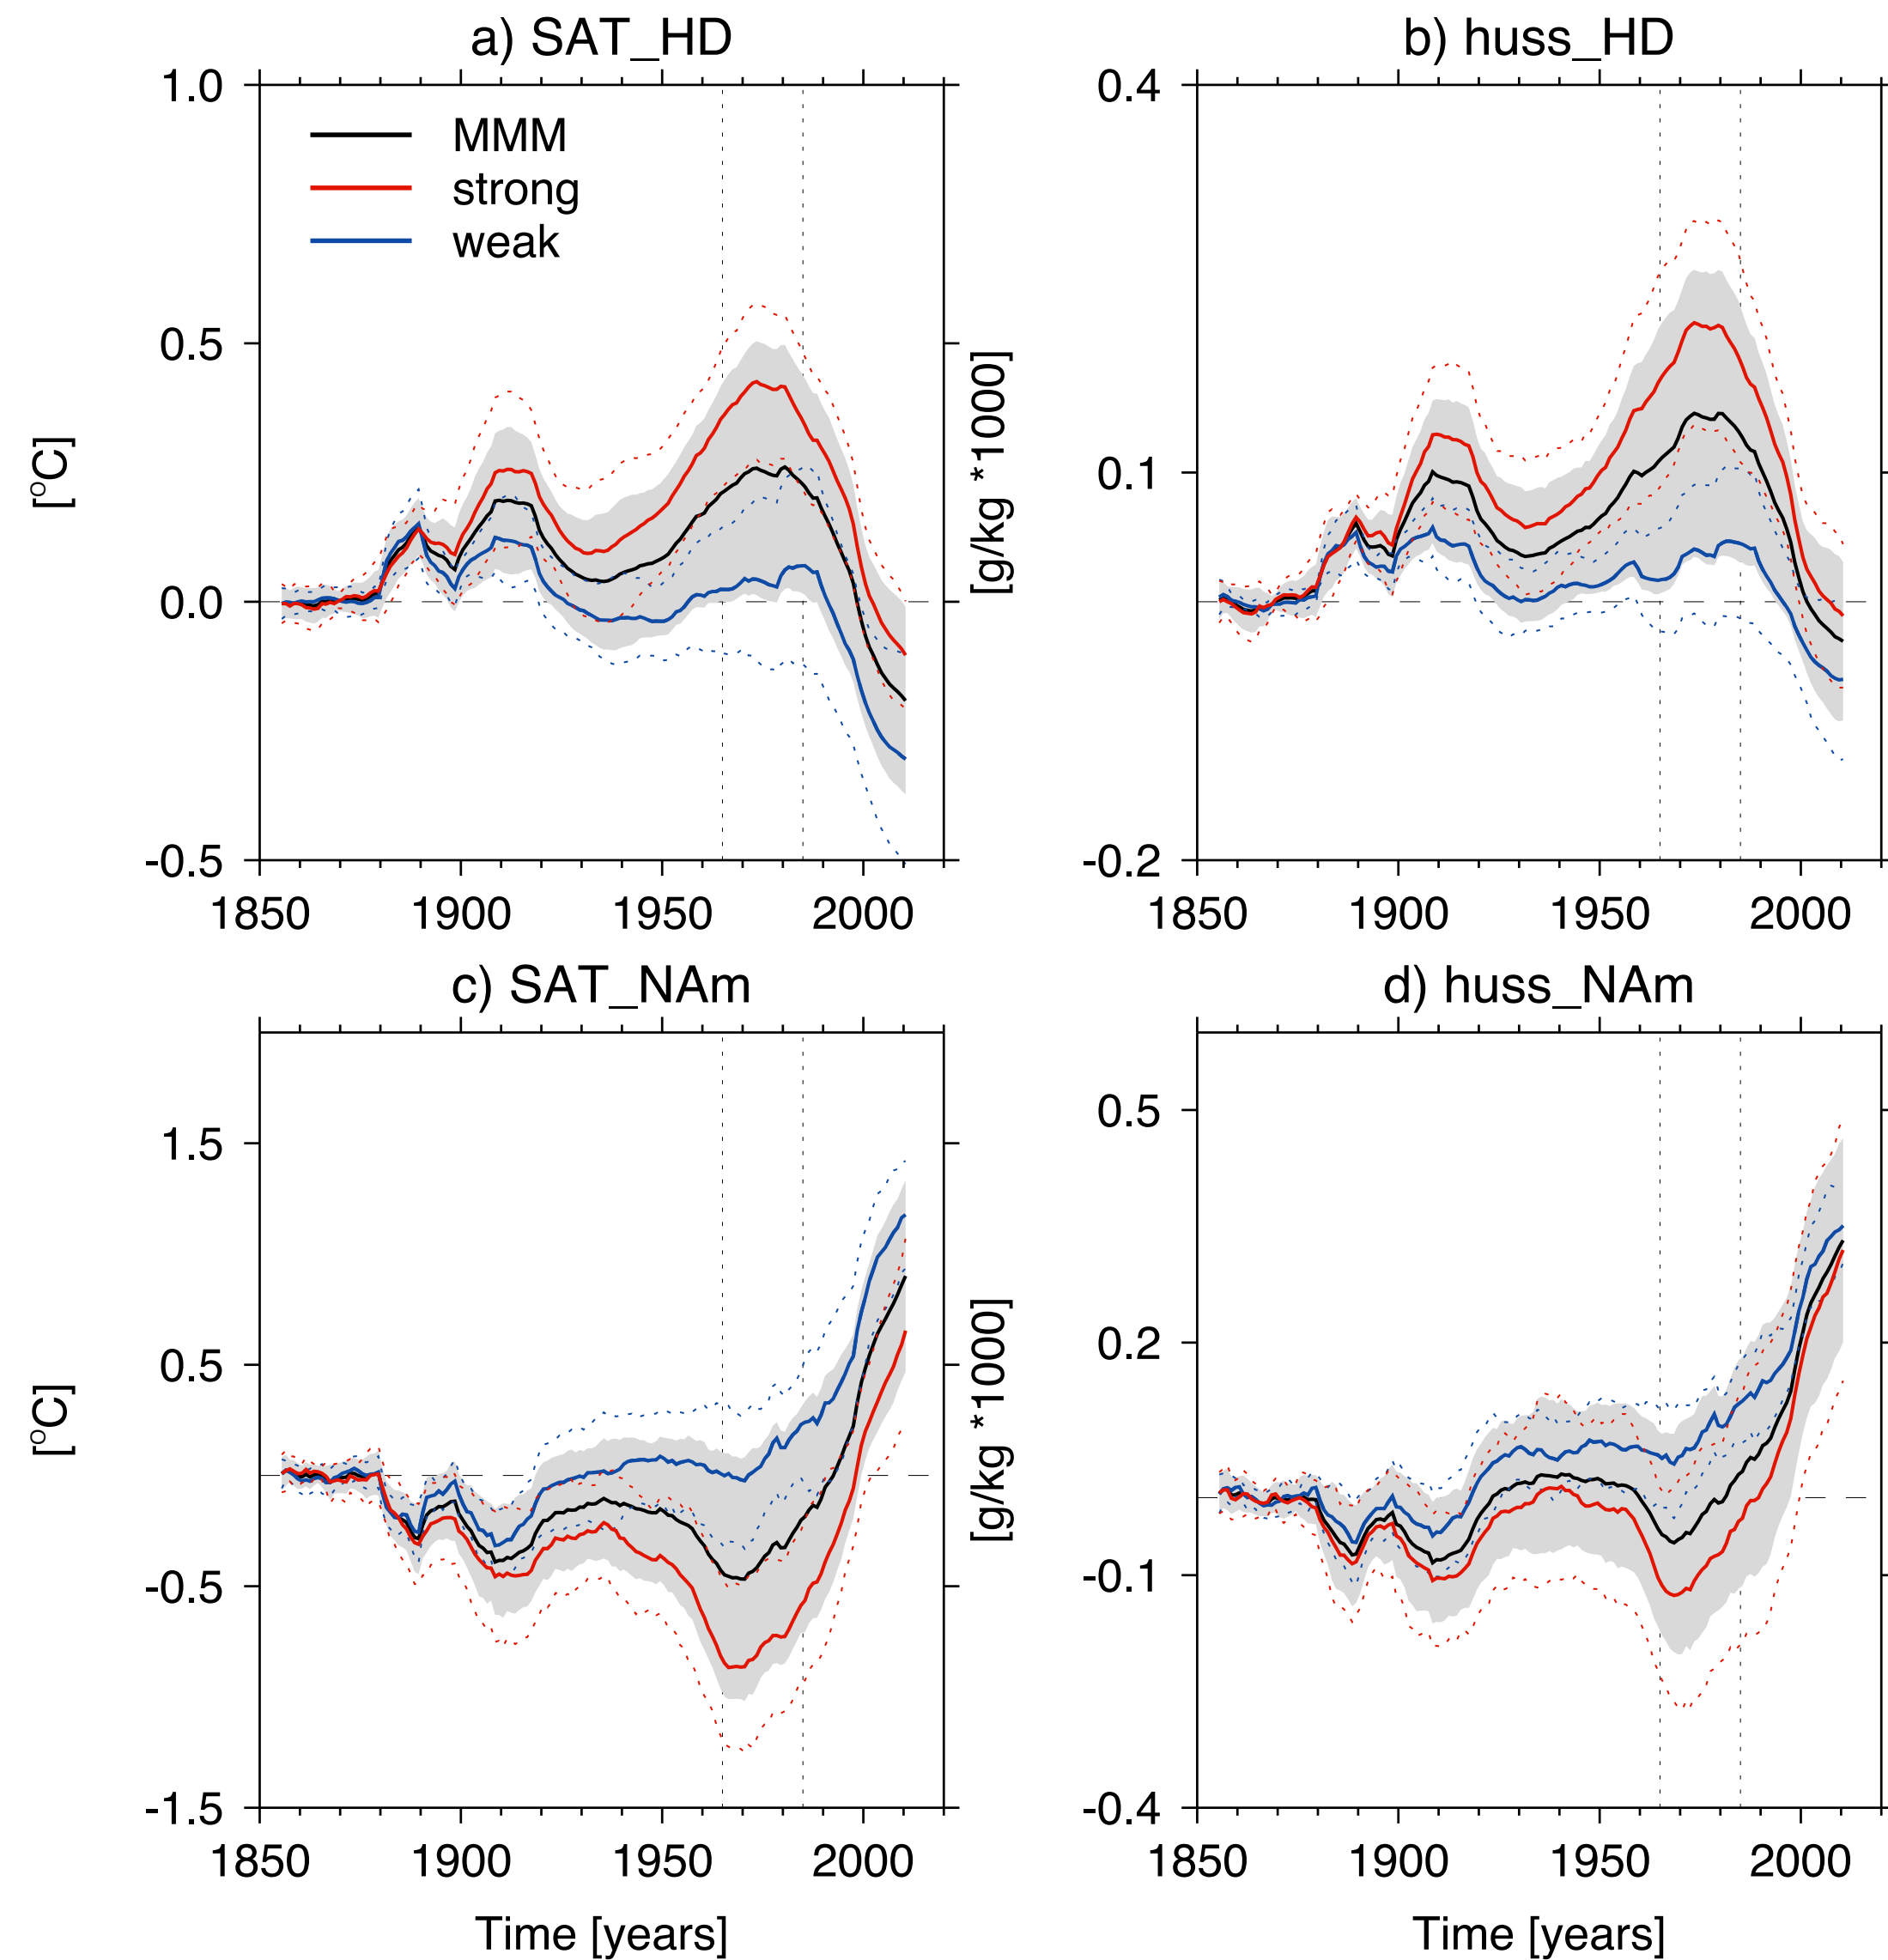 a) SAT_HD
1.0
0.5
0.0
-0.5
[°C]
MMM
strong
weak
1850 1900 1950 2000
b) huss_HD
0.4
0.1
-0.2
[g/kg *1000]
1850 1900 1950 2000
c) SAT_NAm
1.5
0.5
-0.5
-1.5
[°C]
1850 1900 1950 2000
Time [years]
d) huss_NAm
0.5
0.2
-0.1
-0.4
[g/kg *1000]
1850 1900 1950 2000
Time [years]